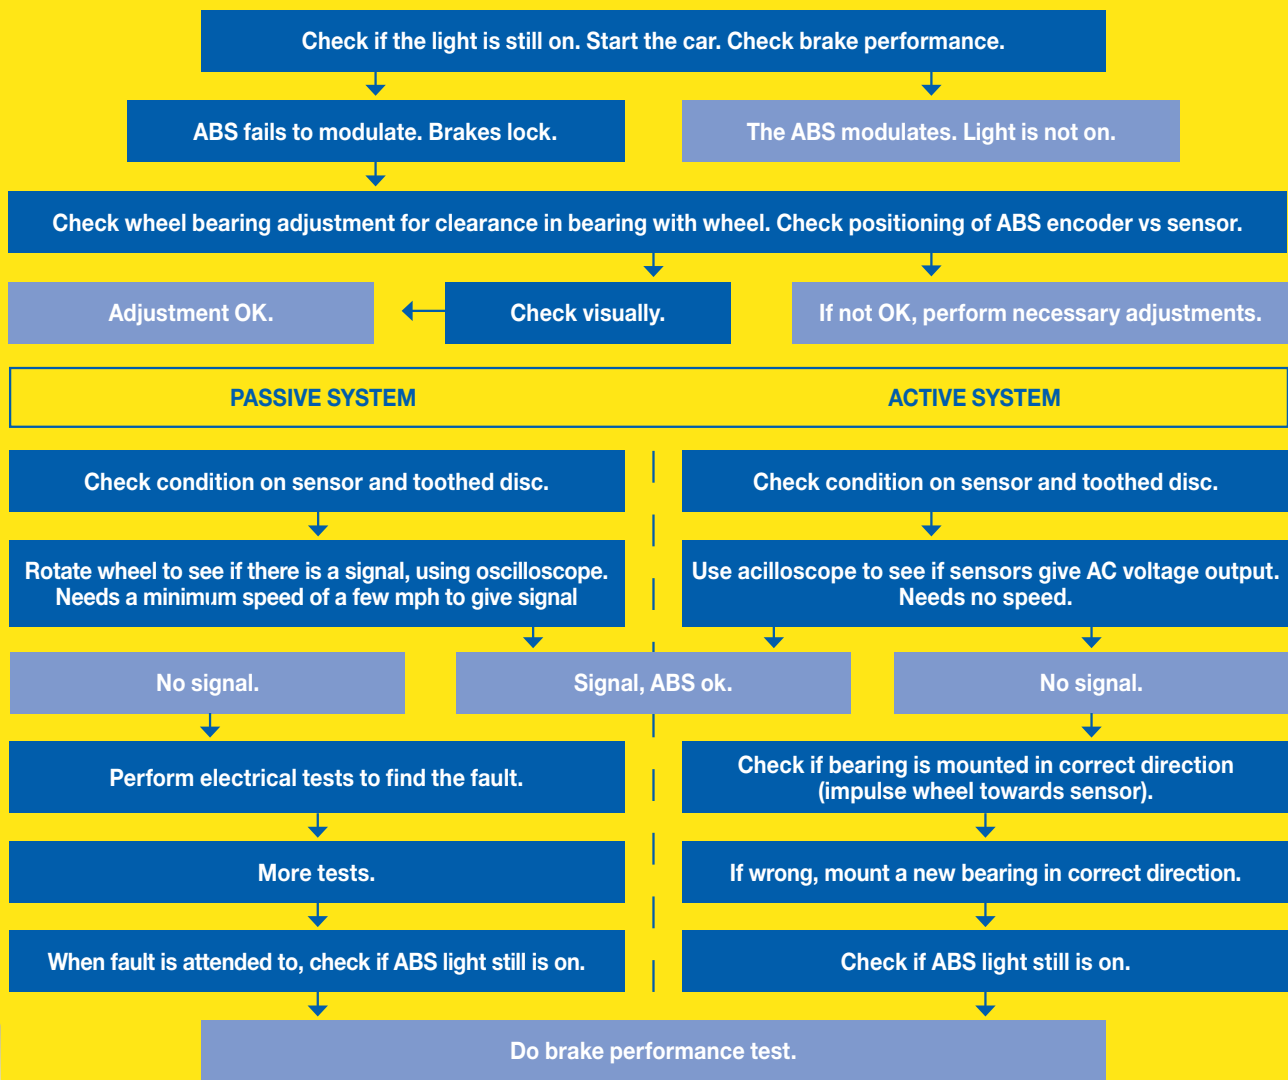 Check if the light is still on. Start the car. Check brake performance.
ABS fails to modulate. Brakes lock.
The ABS modulates. Light is not on.
Check wheel bearing adjustment for clearance in bearing with wheel. Check positioning of ABS encoder vs sensor.
Adjustment OK.
Check visually.
If not OK, perform necessary adjustments.
PASSIVE SYSTEM
ACTIVE SYSTEM
Check condition on sensor and toothed disc.
Check condition on sensor and toothed disc.
Rotate wheel to see if there is a signal, using oscilloscope.
Needs a minimum speed of a few mph to give signal
Use acilloscope to see if sensors give AC voltage output.
Needs no speed.
No signal.
Signal, ABS ok.
No signal.
Perform electrical tests to find the fault.
Check if bearing is mounted in correct direction
(impulse wheel towards sensor).
More tests.
If wrong, mount a new bearing in correct direction.
When fault is attended to, check if ABS light still is on.
Check if ABS light still is on.
Do brake performance test.